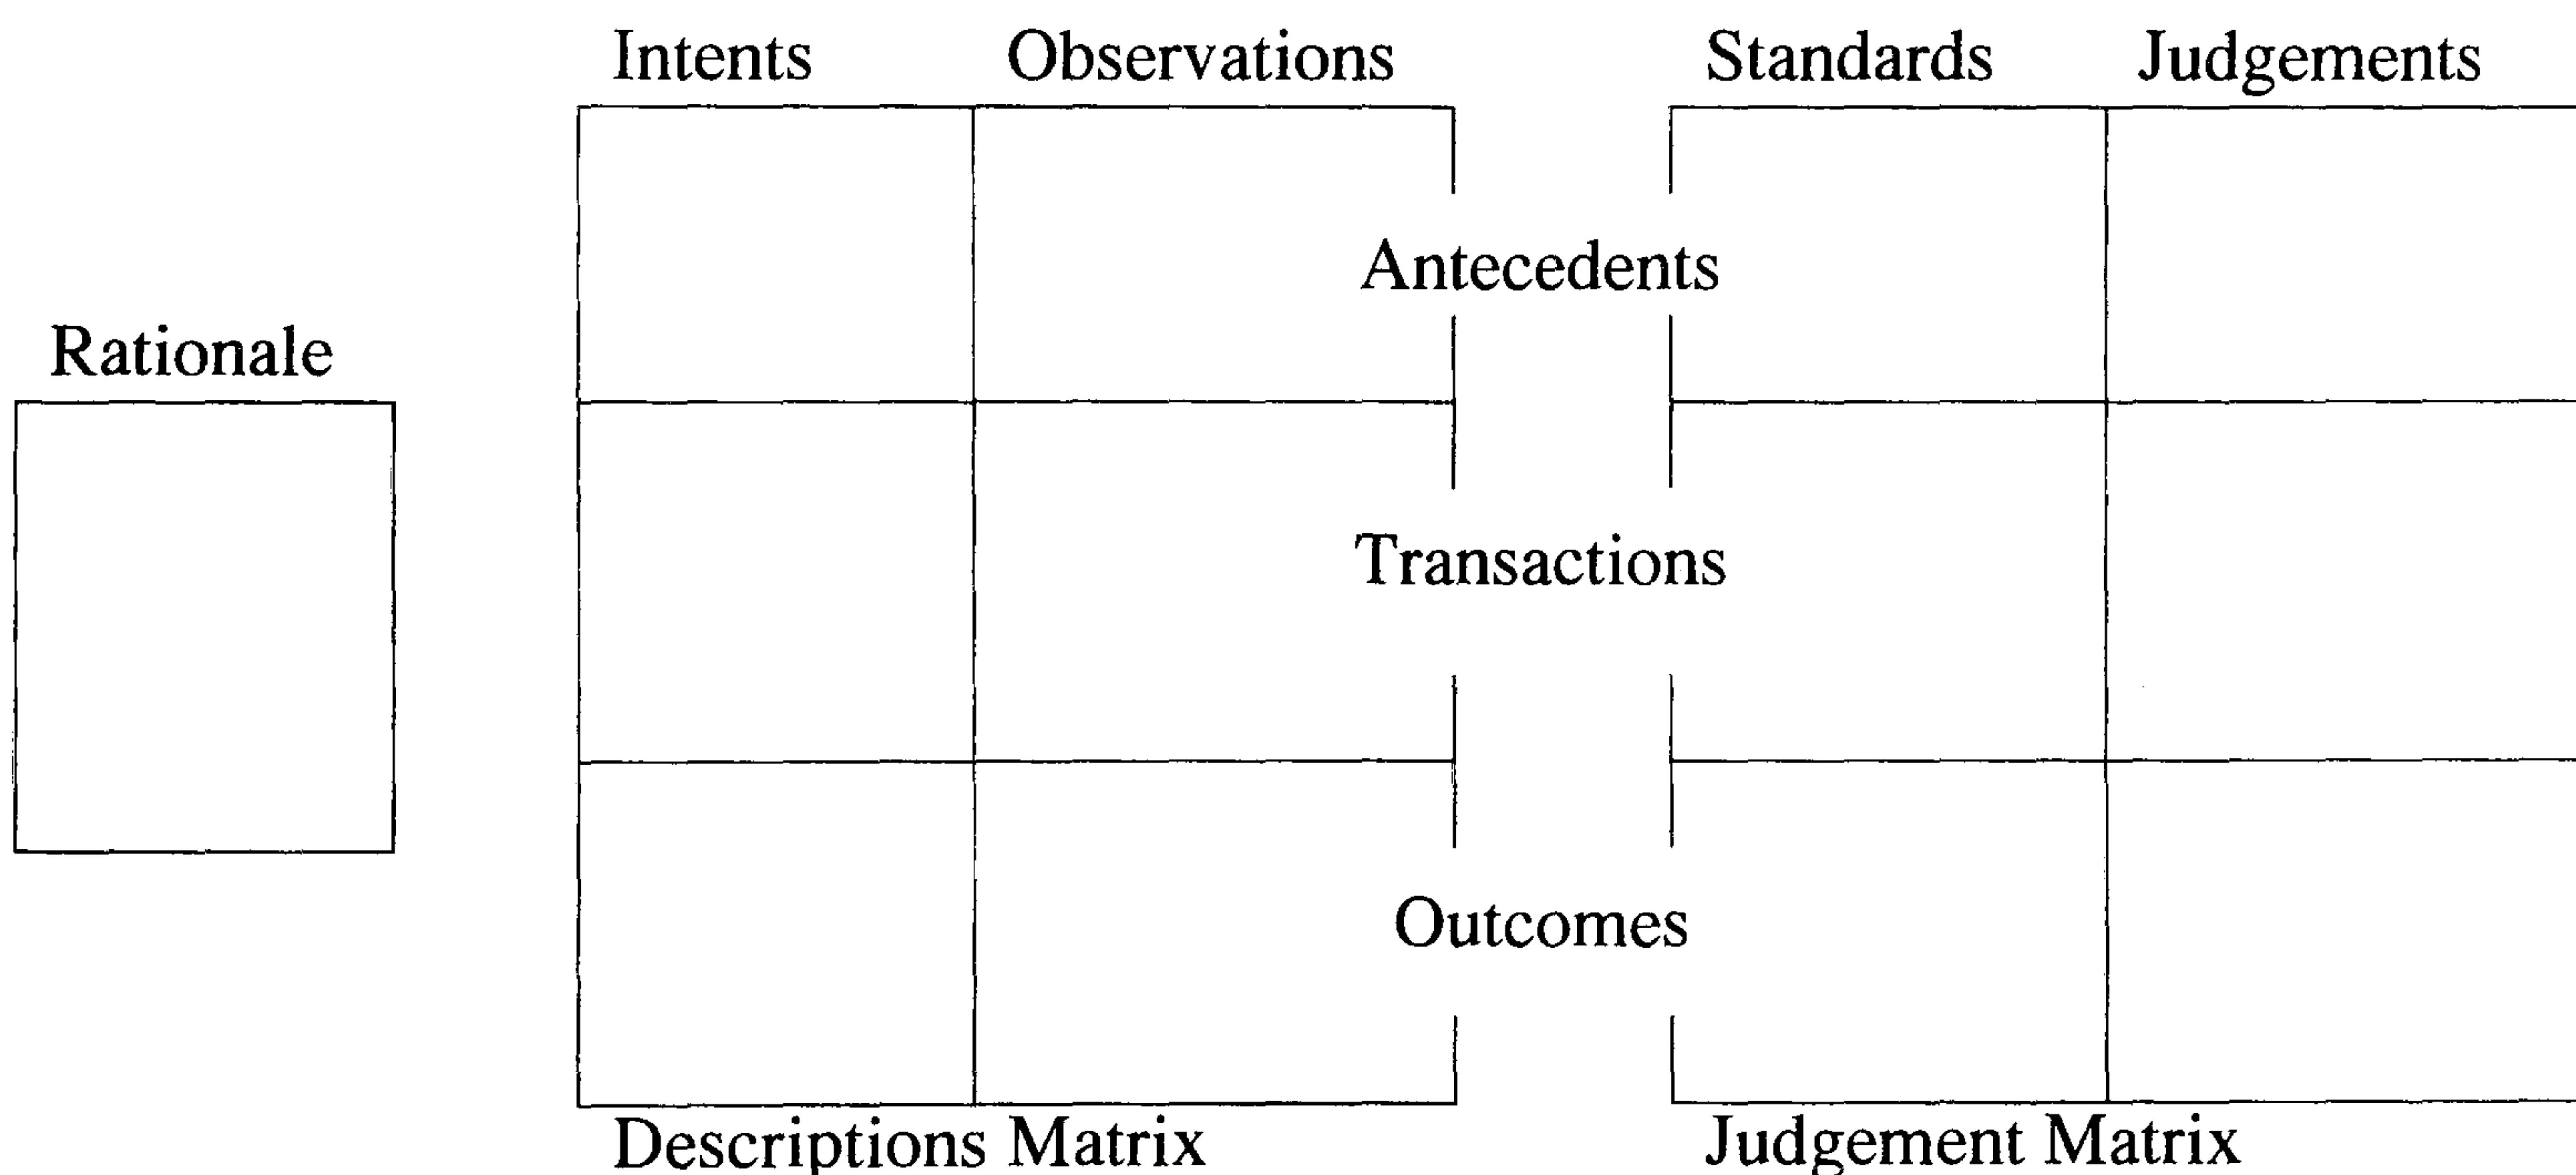 Intents Observations Standards Judgements
Antecedents
Rationale
Transactions
Outcomes
Descriptions Matrix Judgement Matrix